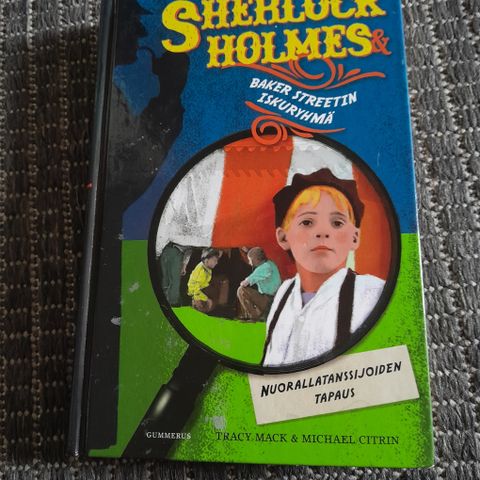 SHERLOCK
HOLMES &
BAKER STREETIN
ISKURYHMÄ
NUORALLATANSSIJOIDEN
TAPAUS
GUMMERUS
TRACY MACK & MICHAEL CITRIN